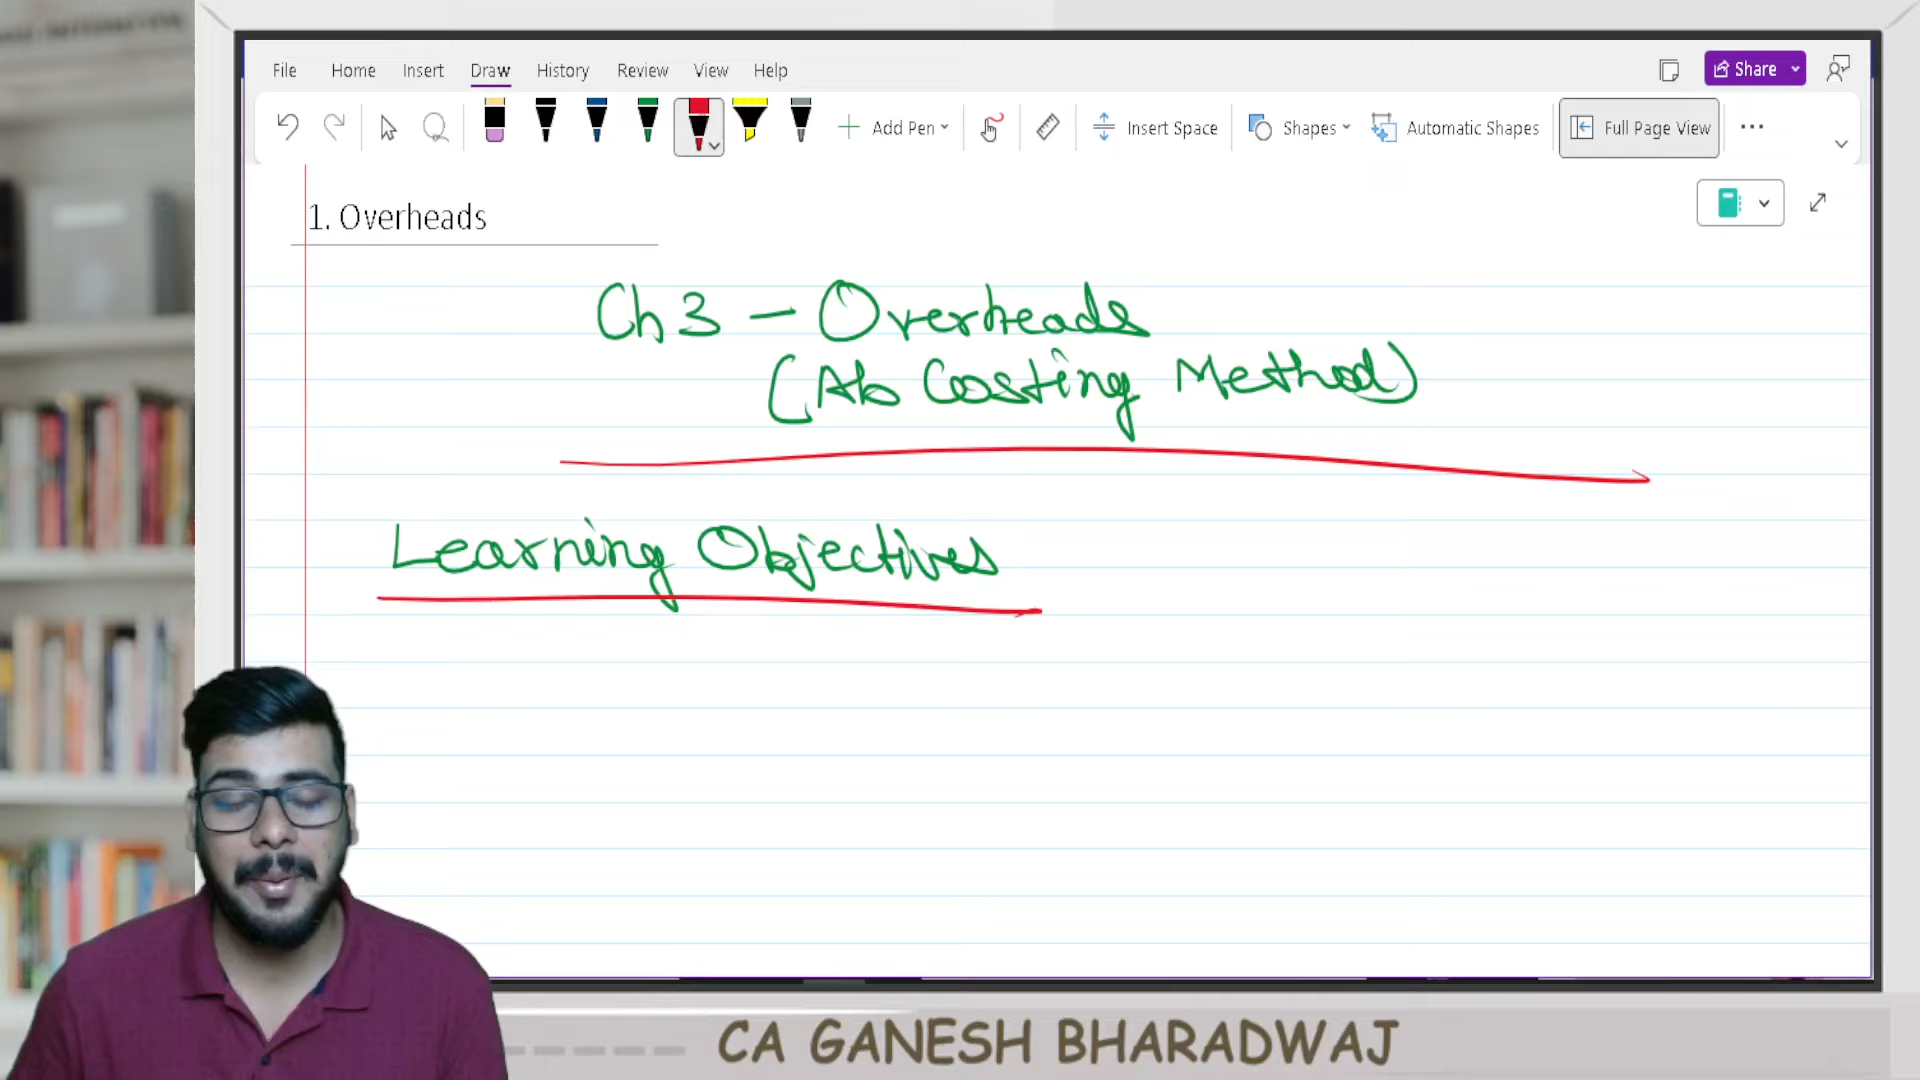 File Home Insert Draw History Review View Help Share
Add Pen Insert Space Shapes Automatic Shapes Full Page View
1. Overheads
Ch 3 - Overheads
(Ab Costing Method)
Learning Objectives
CA GANESH BHARADWAJ